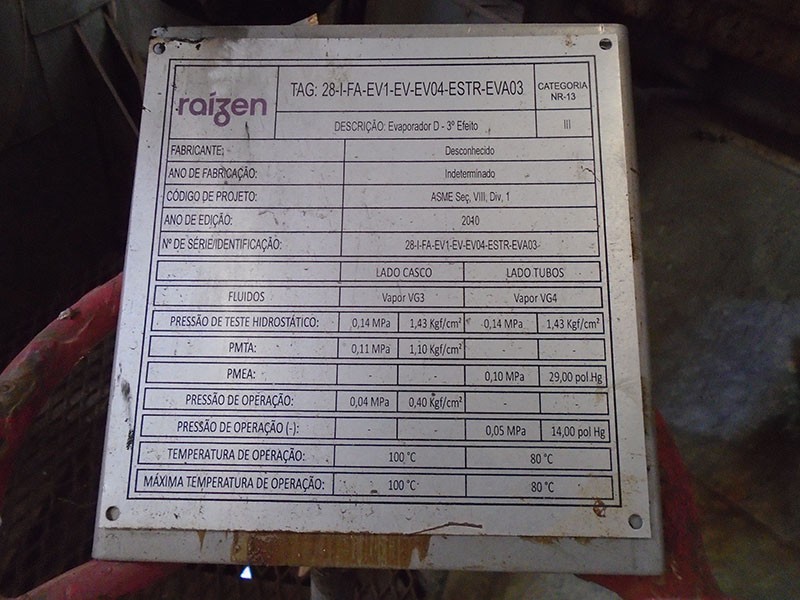 raízen
TAG: 28-I-FA-EV1-EV-EV04-ESTR-EVA03
CATEGORIA
NR-13
DESCRIÇÃO: Evaporador D - 3º Efeito
III
FABRICANTE: Desconhecido
ANO DE FABRICAÇÃO: Indeterminado
CÓDIGO DE PROJETO: ASME Seç, VIII, Div, 1
ANO DE EDIÇÃO: 2010
Nº DE SÉRIE/IDENTIFICAÇÃO: 28-I-FA-EV1-EV-EV04-ESTR-EVA03
LADO CASCO LADO TUBOS
FLUIDOS Vapor VG3 Vapor VG4
PRESSÃO DE TESTE HIDROSTÁTICO: 0,14 MPa 1,43 Kgf/cm² 0,14 MPa 1,43 Kgf/cm²
PMTA: 0,11 MPa 1,10 Kgf/cm² - -
PMEA: - - 0,10 MPa 29,00 pol Hg
PRESSÃO DE OPERAÇÃO: 0,04 MPa 0,40 Kgf/cm² - -
PRESSÃO DE OPERAÇÃO (-): - - 0,05 MPa 14,00 pol Hg
TEMPERATURA DE OPERAÇÃO: 100 °C 80 °C
MÁXIMA TEMPERATURA DE OPERAÇÃO: 100 °C 80 °C